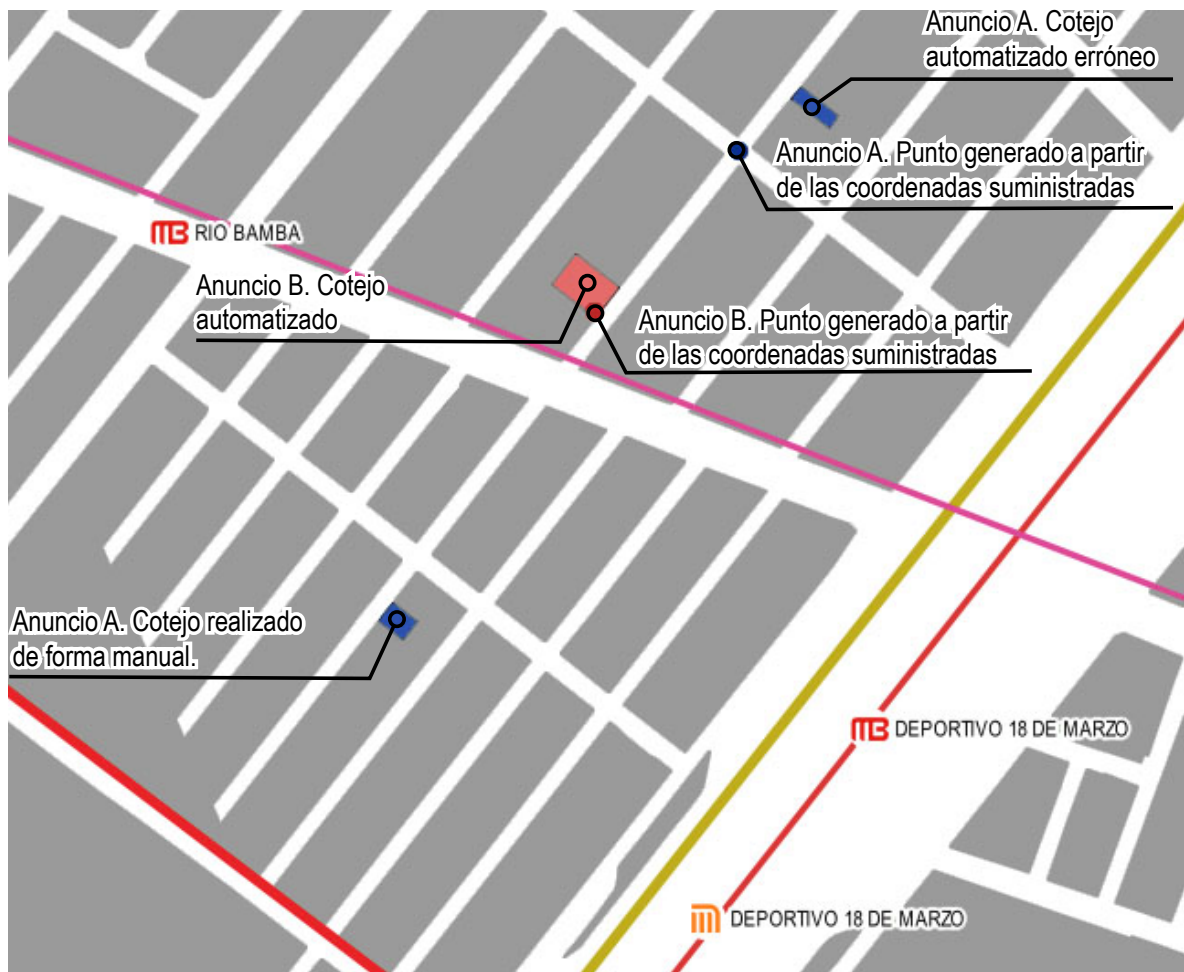 Anuncio A. Cotejo
automatizado erróneo
Anuncio A. Punto generado a partir
de las coordenadas suministradas
RIO BAMBA
Anuncio B. Cotejo
automatizado
Anuncio B. Punto generado a partir
de las coordenadas suministradas
Anuncio A. Cotejo realizado
de forma manual.
DEPORTIVO 18 DE MARZO
DEPORTIVO 18 DE MARZO